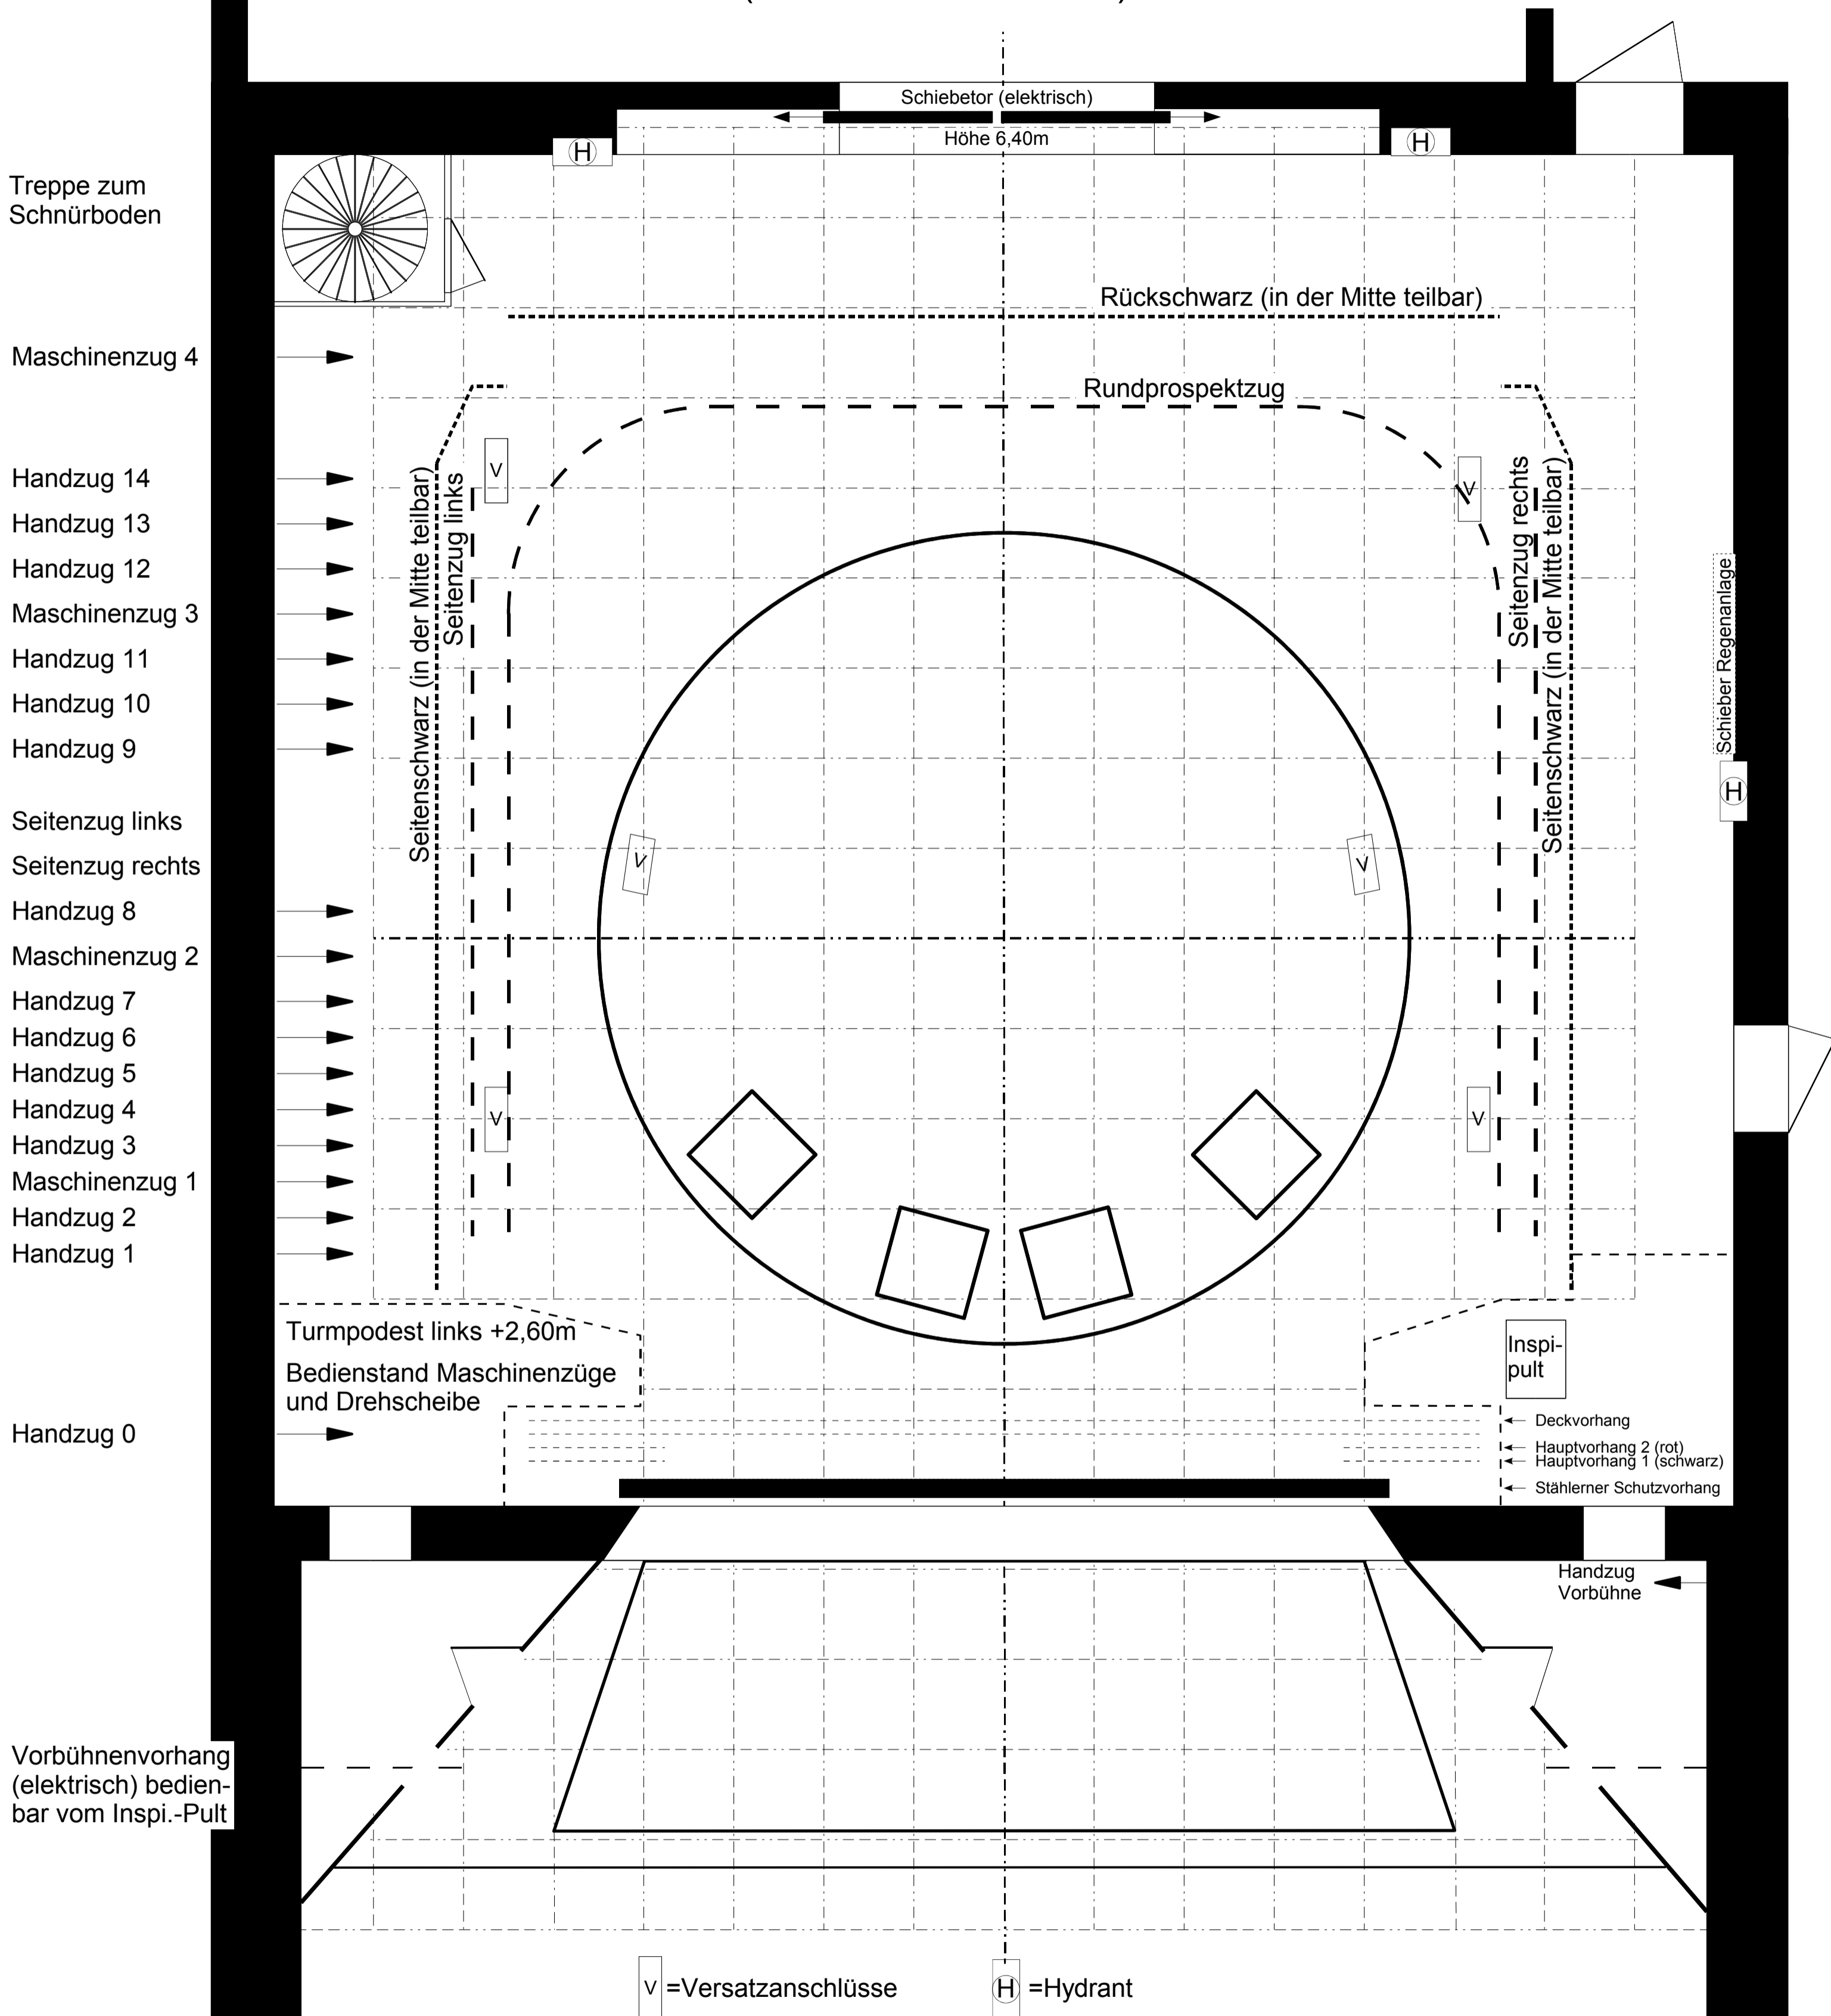 Schiebetor (elektrisch)
Höhe 6,40m
H
H
Treppe zum
Schnürboden
Rückschwarz (in der Mitte teilbar)
Maschinenzug 4
Rundprospektzug
Handzug 14
Handzug 13
Handzug 12
Maschinenzug 3
Handzug 11
Handzug 10
Handzug 9
Seitenzug links
Seitenzug rechts
Handzug 8
Maschinenzug 2
Handzug 7
Handzug 6
Handzug 5
Handzug 4
Handzug 3
Maschinenzug 1
Handzug 2
Handzug 1
Seitenschwarz (in der Mitte teilbar)
Seitenzug links
V
V
Seitenzug rechts
Seitenschwarz (in der Mitte teilbar)
Schieber Regenanlage
H
V
V
V
V
Turmpodest links +2,60m
Bedienstand Maschinenzüge
und Drehscheibe
Inspi-
pult
Handzug 0
Deckvorhang
Hauptvorhang 2 (rot)
Hauptvorhang 1 (schwarz)
Stählerner Schutzvorhang
Handzug
Vorbühne
Vorbühnenvorhang
(elektrisch) bedien-
bar vom Inspi.-Pult
V =Versatzanschlüsse
H =Hydrant